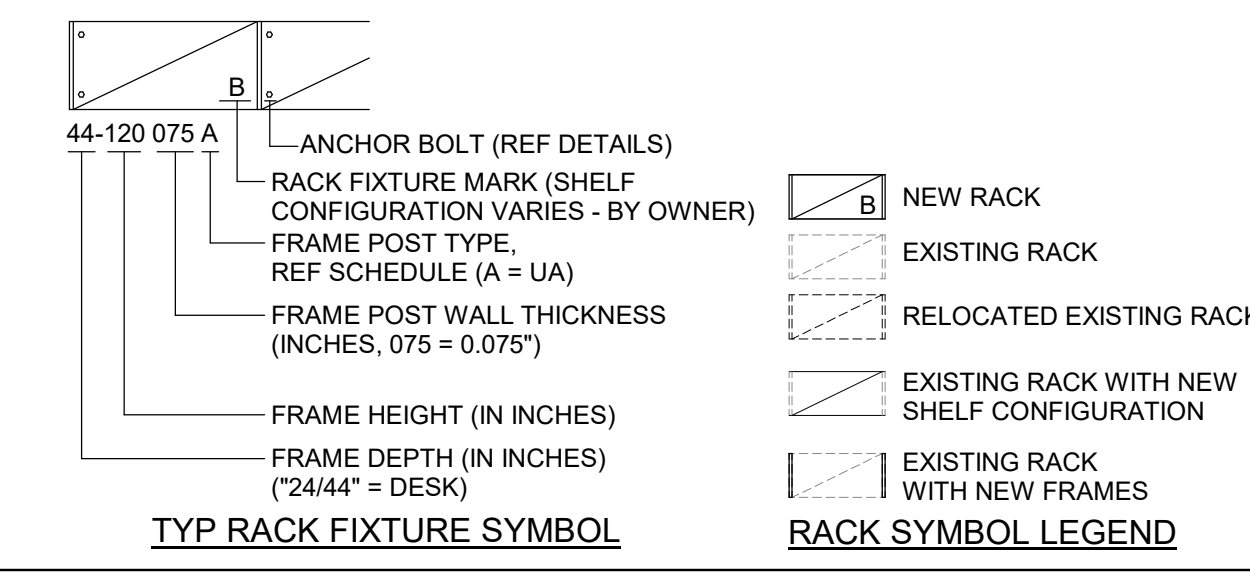 B
44-120 075 A
ANCHOR BOLT (REF DETAILS)
RACK FIXTURE MARK (SHELF
CONFIGURATION VARIES - BY OWNER)
FRAME POST TYPE,
REF SCHEDULE (A = UA)
FRAME POST WALL THICKNESS
(INCHES, 075 = 0.075")
FRAME HEIGHT (IN INCHES)
FRAME DEPTH (IN INCHES)
("24/44" = DESK)
TYP RACK FIXTURE SYMBOL
B
NEW RACK
EXISTING RACK
RELOCATED EXISTING RACK
EXISTING RACK WITH NEW
SHELF CONFIGURATION
EXISTING RACK
WITH NEW FRAMES
RACK SYMBOL LEGEND